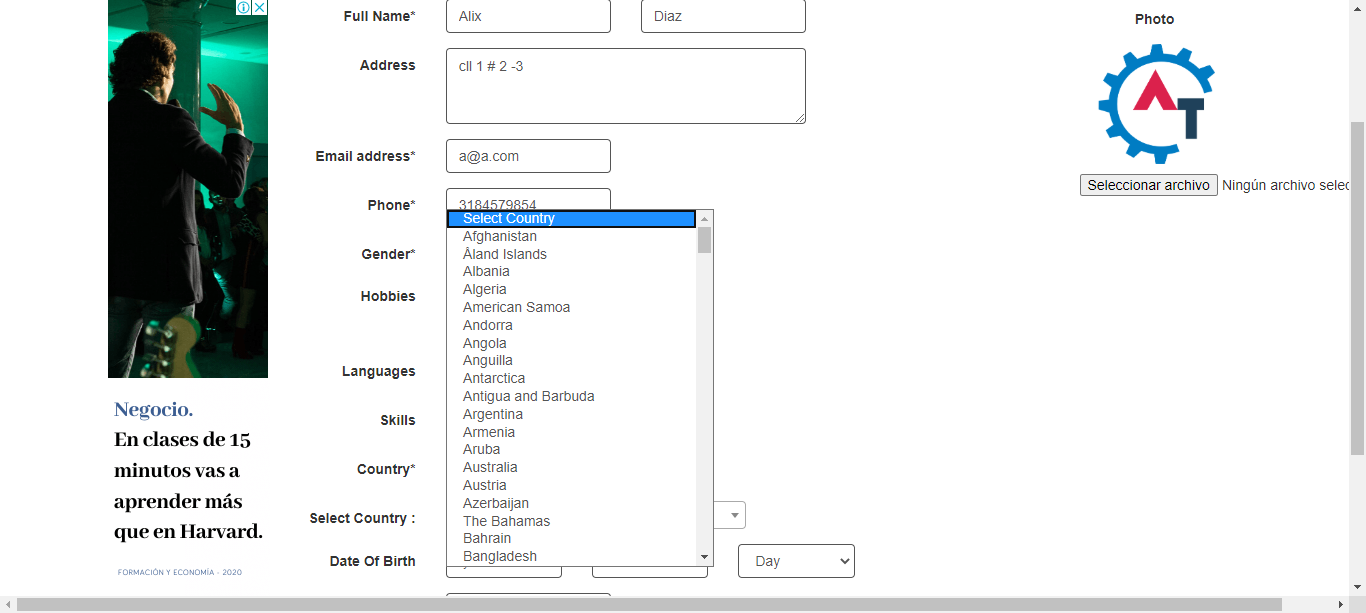 Full Name*
Alix
Diaz
Photo
Address
cll 1 # 2 -3
Email address*
a@a.com
Seleccionar archivo
Ningún archivo selec
Phone*
3184579854
Select Country
Afghanistan
Gender*
Åland Islands
Albania
Algeria
Hobbies
American Samoa
Andorra
Angola
Anguilla
Languages
Antarctica
Antigua and Barbuda
Argentina
Skills
Armenia
Aruba
Country*
Australia
Austria
Azerbaijan
Select Country :
The Bahamas
Bahrain
Bangladesh
Date Of Birth
Day
Negocio.
En clases de 15
minutos vas a
aprender más
que en Harvard.
FORMACIÓN Y ECONOMÍA - 2020
AT